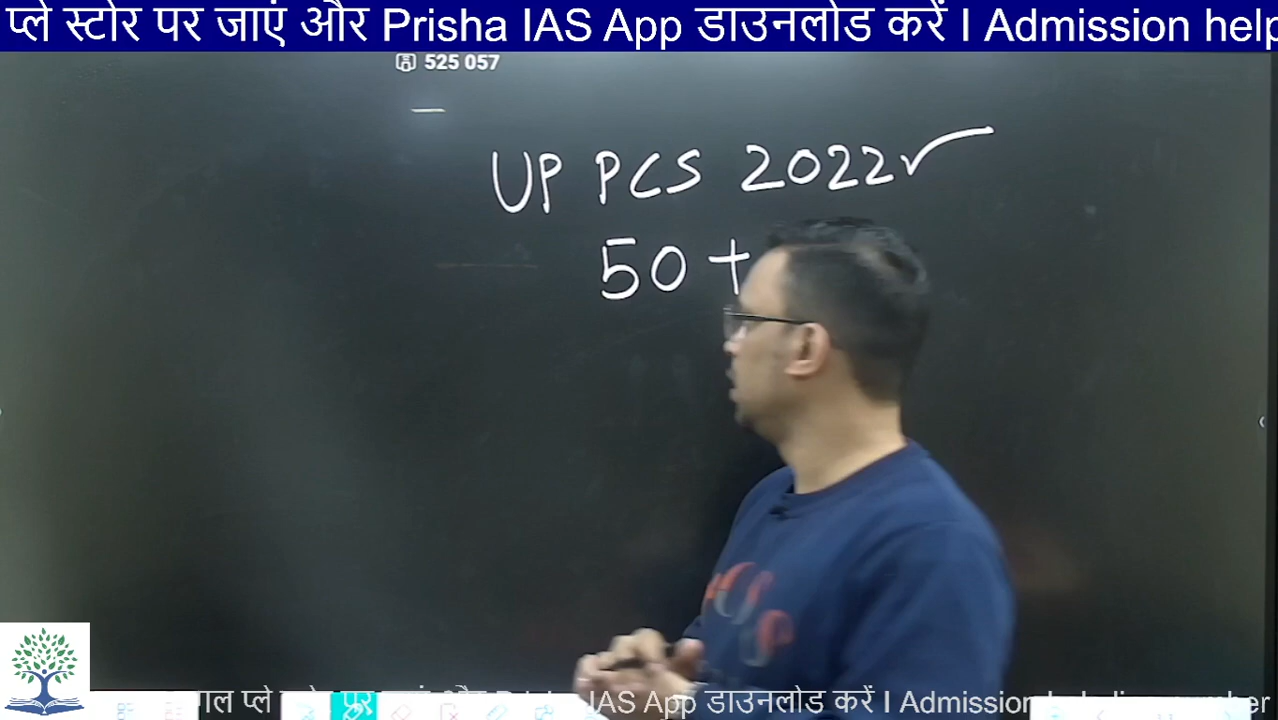 प्ले स्टोर पर जाएं और Prisha IAS App डाउनलोड करें I Admission help
525 057
UP PCS 2022✓
50+
IAS App डाउनलोड करें I Admission